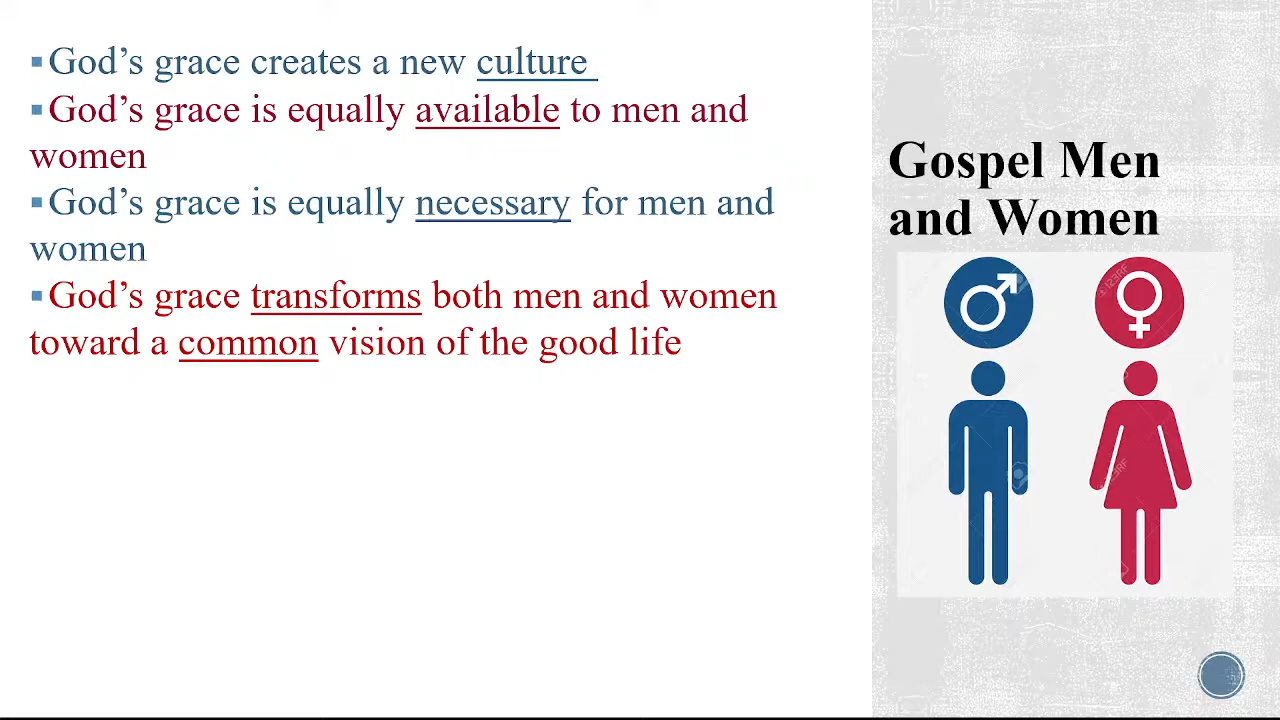 ▪God’s grace creates a new culture
▪God’s grace is equally available to men and
women
▪God’s grace is equally necessary for men and
women
▪God’s grace transforms both men and women
toward a common vision of the good life
Gospel Men
and Women
123RF
123RF